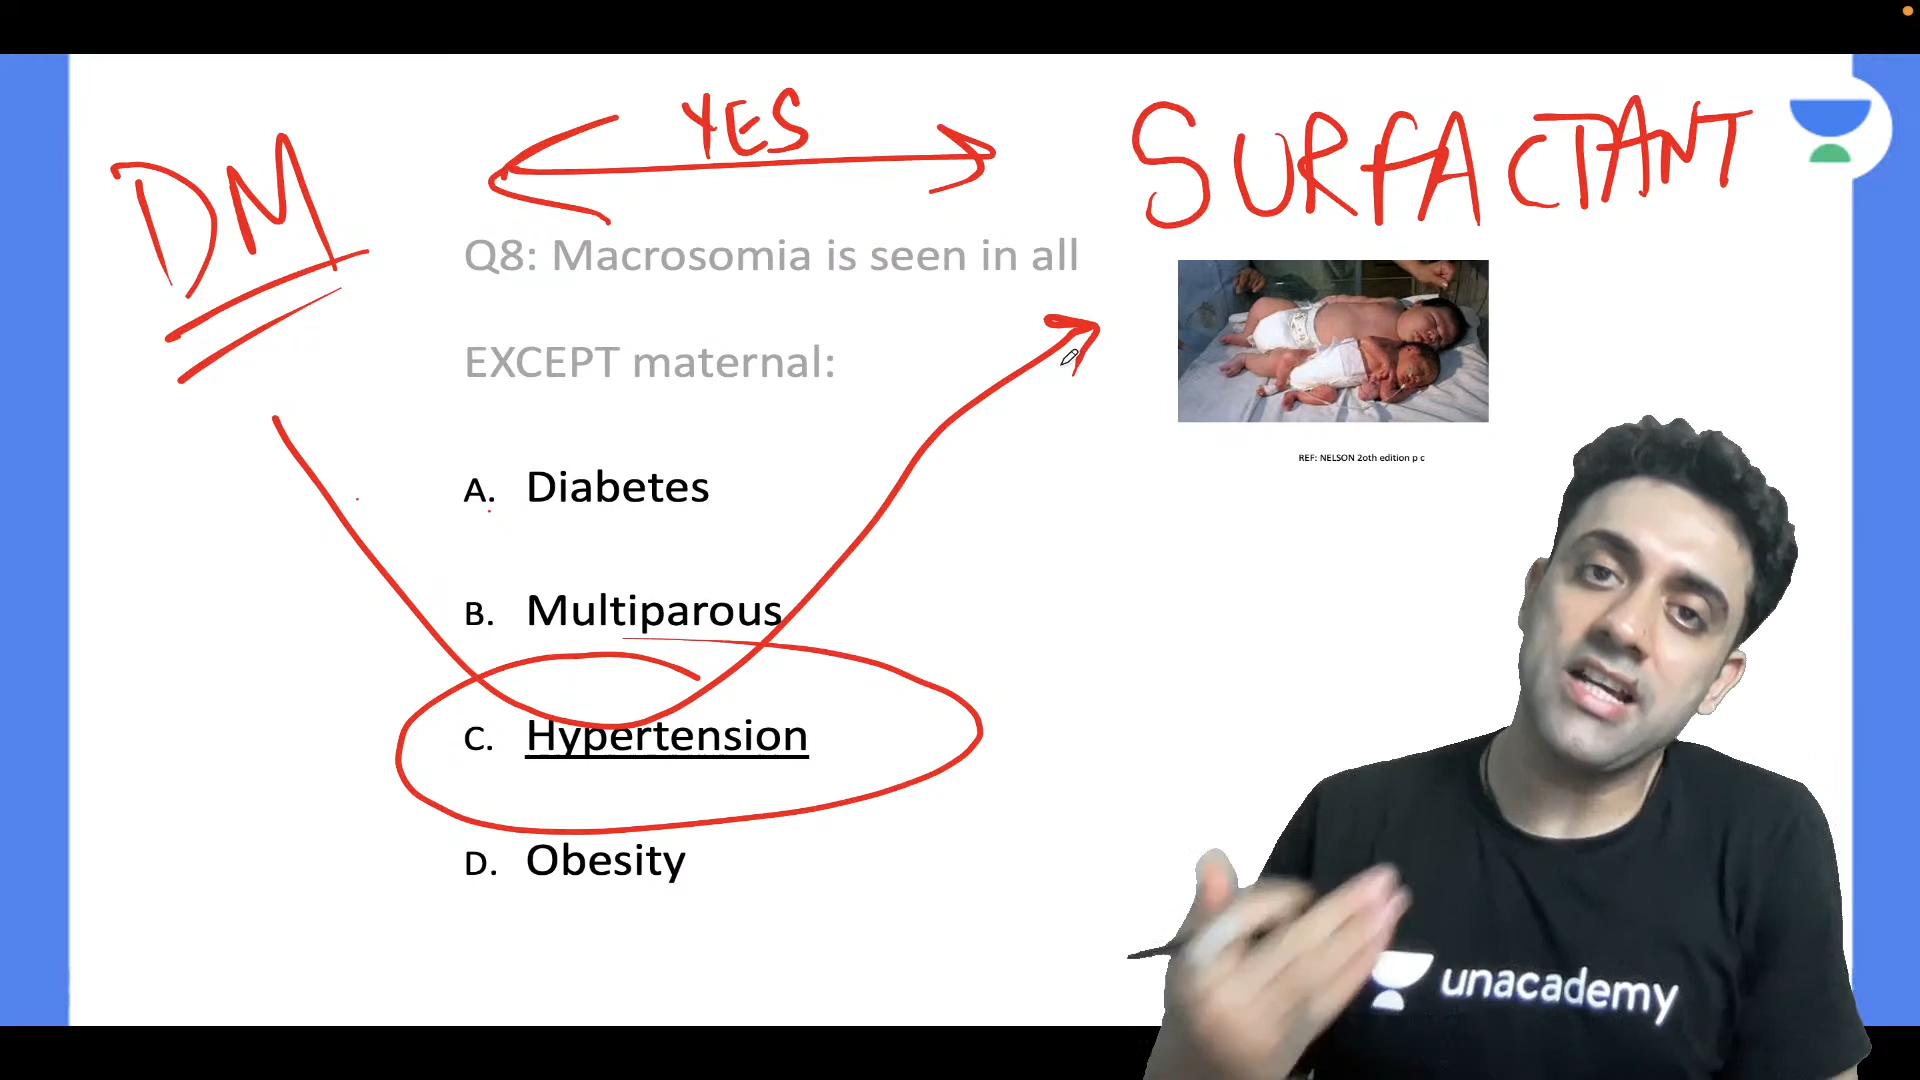 YES
DM
SURFACTANT
Q8: Macrosomia is seen in all
EXCEPT maternal:
REF: NELSON 2oth edition p c
A. Diabetes
B. Multiparous
C. Hypertension
D. Obesity
unacademy